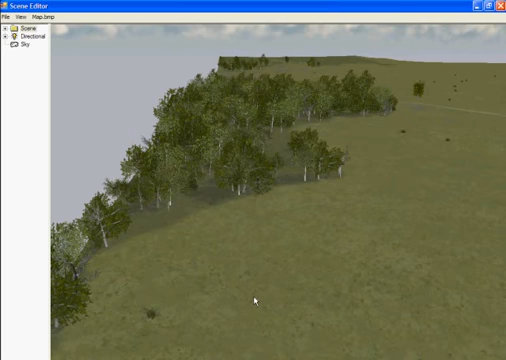 Scene Editor
File View Map.bmp
Scene
Directional
Sky